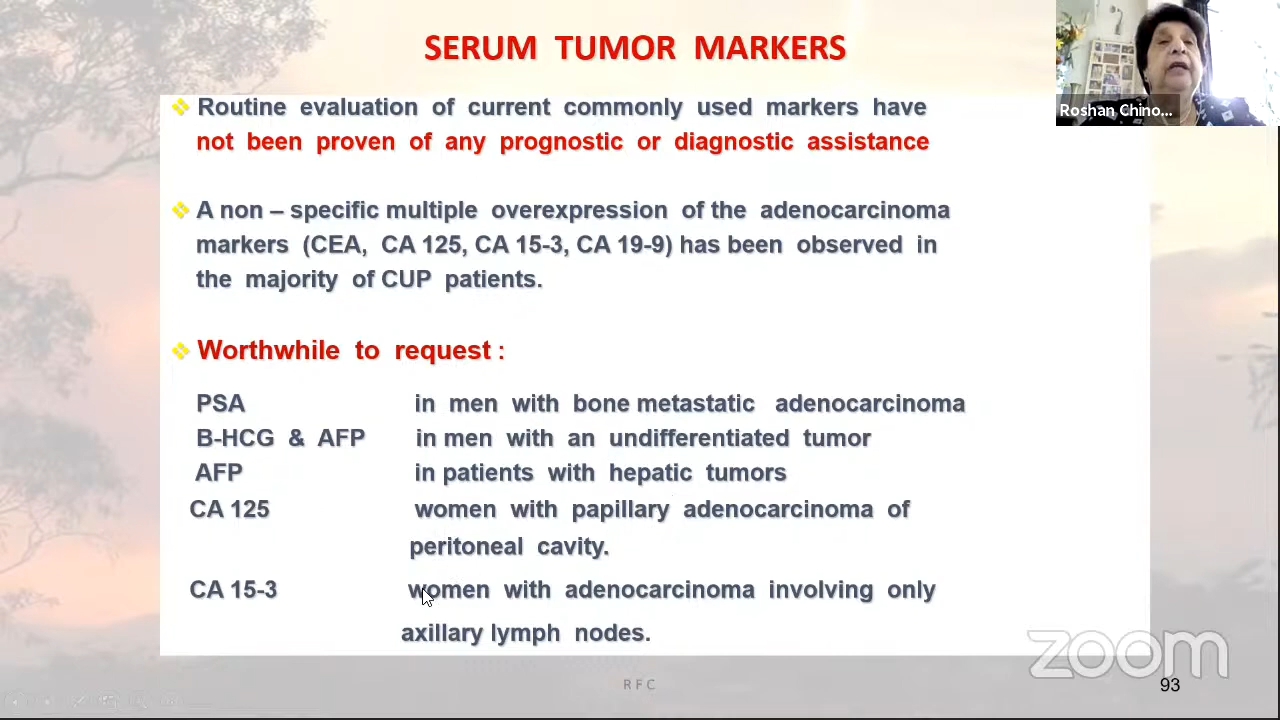 SERUM TUMOR MARKERS
Roshan Chino...
Routine evaluation of current commonly used markers have
not been proven of any prognostic or diagnostic assistance
A non – specific multiple overexpression of the adenocarcinoma
markers (CEA, CA 125, CA 15-3, CA 19-9) has been observed in
the majority of CUP patients.
Worthwhile to request :
PSA in men with bone metastatic adenocarcinoma
B-HCG & AFP in men with an undifferentiated tumor
AFP in patients with hepatic tumors
CA 125 women with papillary adenocarcinoma of
peritoneal cavity.
CA 15-3 women with adenocarcinoma involving only
axillary lymph nodes.
zoom
RFC
93